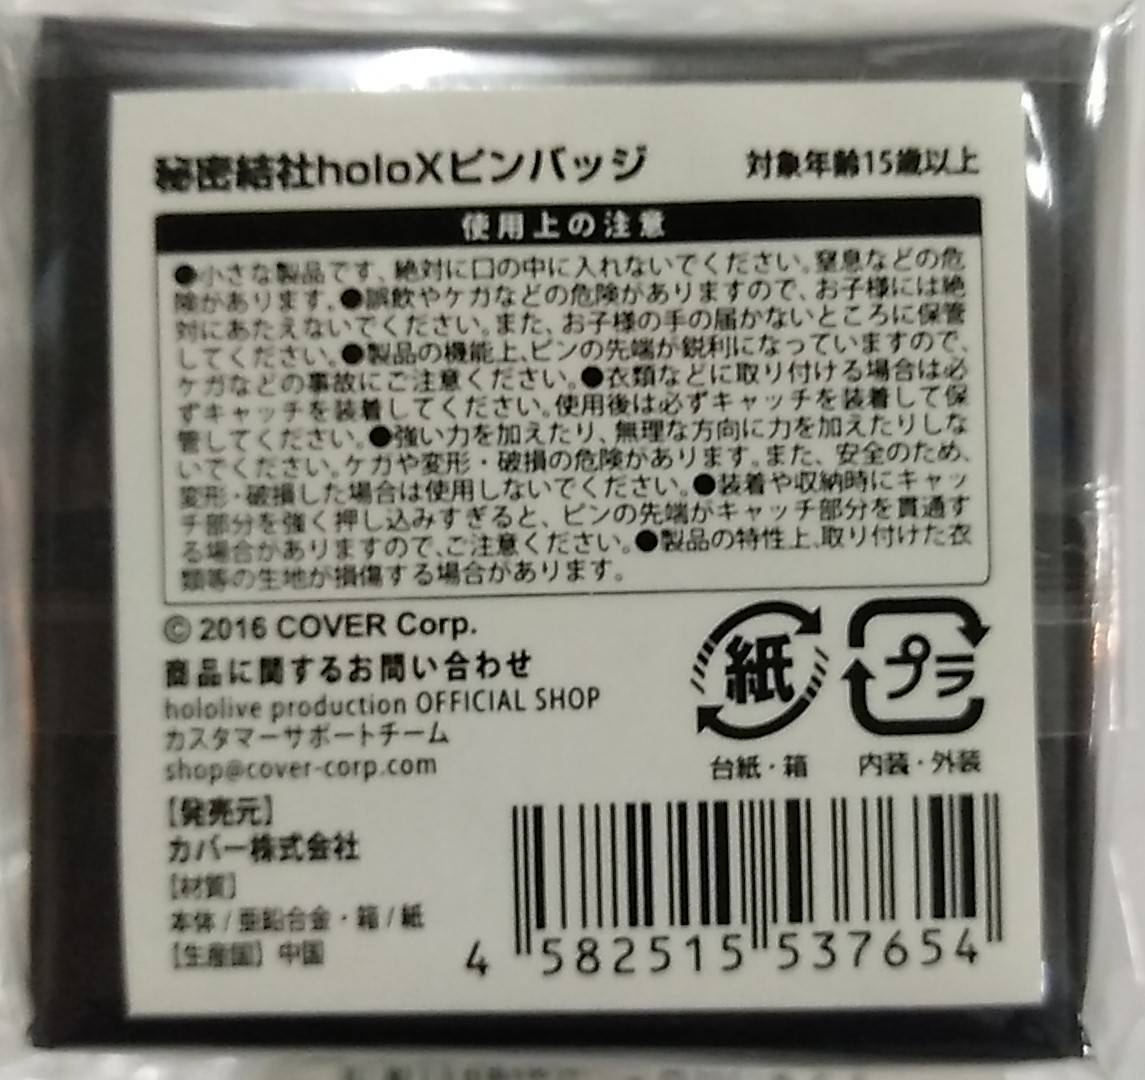 秘密結社holoXピンバッジ
対象年齢15歳以上
使用上の注意
●小さな製品です、絶対に口の中に入れないでください。窒息などの危
険があります。●誤飲やケガなどの危険がありますので、お子様には絶
対にあたえないでください。また、お子様の手の届かないところに保管
してください。●製品の機能上、ピンの先端が鋭利になっていますので、
ケガなどの事故にご注意ください。●衣類などに取り付ける場合は必
ずキャッチを装着してください。使用後は必ずキャッチを装着して保
管してください。●強い力を加えたり、無理な方向に力を加えたりしな
いでください。ケガや変形・破損の危険があります。また、安全のため、
変形・破損した場合は使用しないでください。●装着や収納時にキャッ
チ部分を強く押し込みすぎると、ピンの先端がキャッチ部分を貫通す
る場合がありますので、ご注意ください。●製品の特性上、取り付けた衣
類等の生地が損傷する場合があります。
© 2016 COVER Corp.
商品に関するお問い合わせ
hololive production OFFICIAL SHOP
カスタマーサポートチーム
shop@cover-corp.com
紙
台紙・箱
プラ
内装・外装
【発売元】
カバー株式会社
【材質】
本体/亜鉛合金・箱/紙
【生産国】中国
4 582515 537654